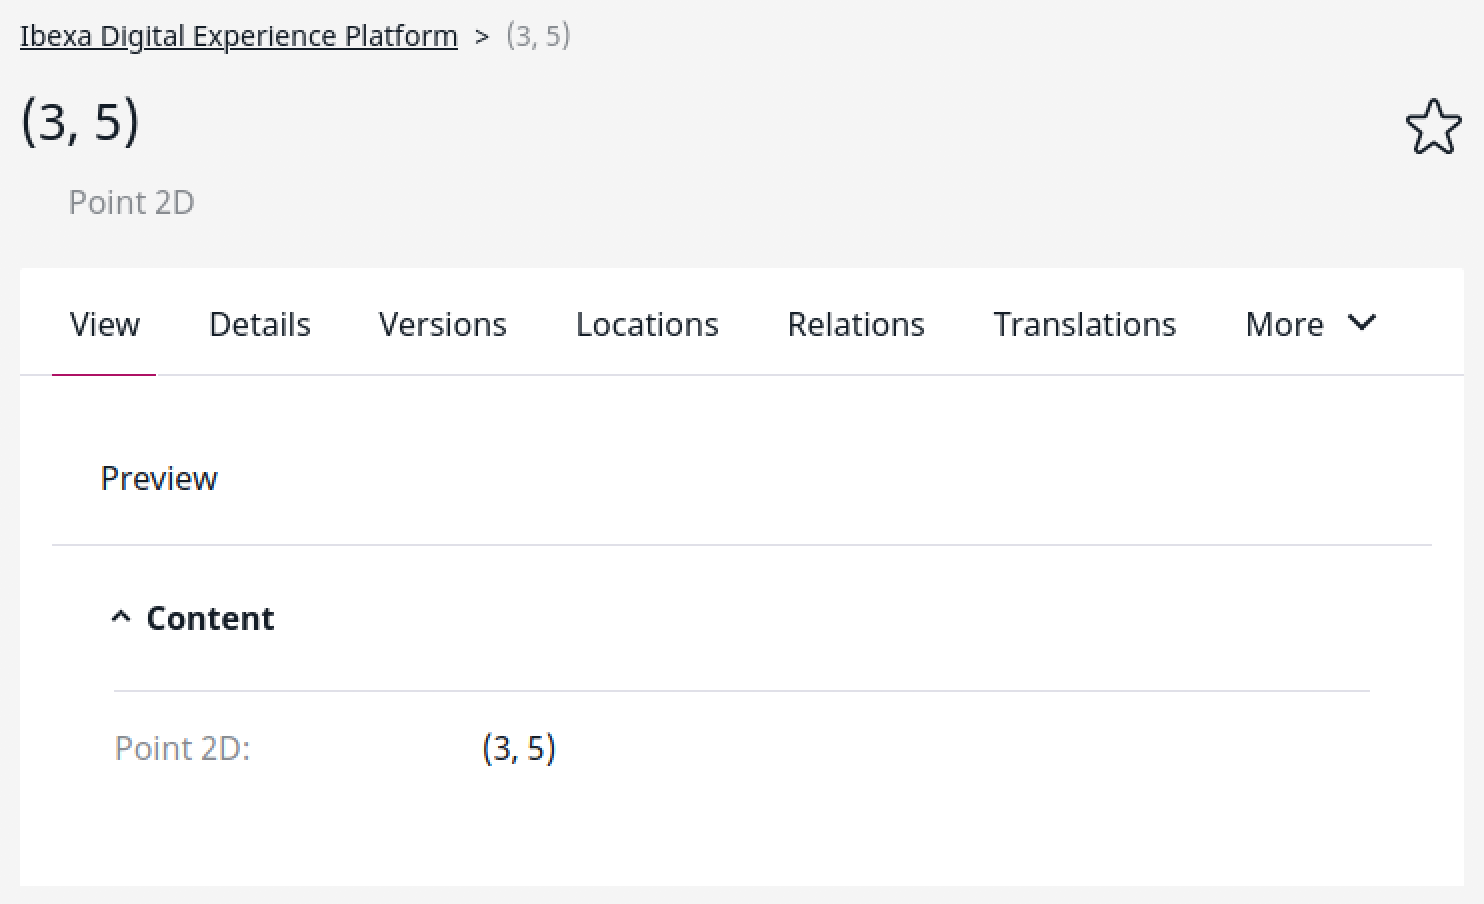 Ibexa Digital Experience Platform > (3, 5)
(3, 5)
Point 2D
View Details Versions Locations Relations Translations More
Preview
Content
Point 2D: (3, 5)